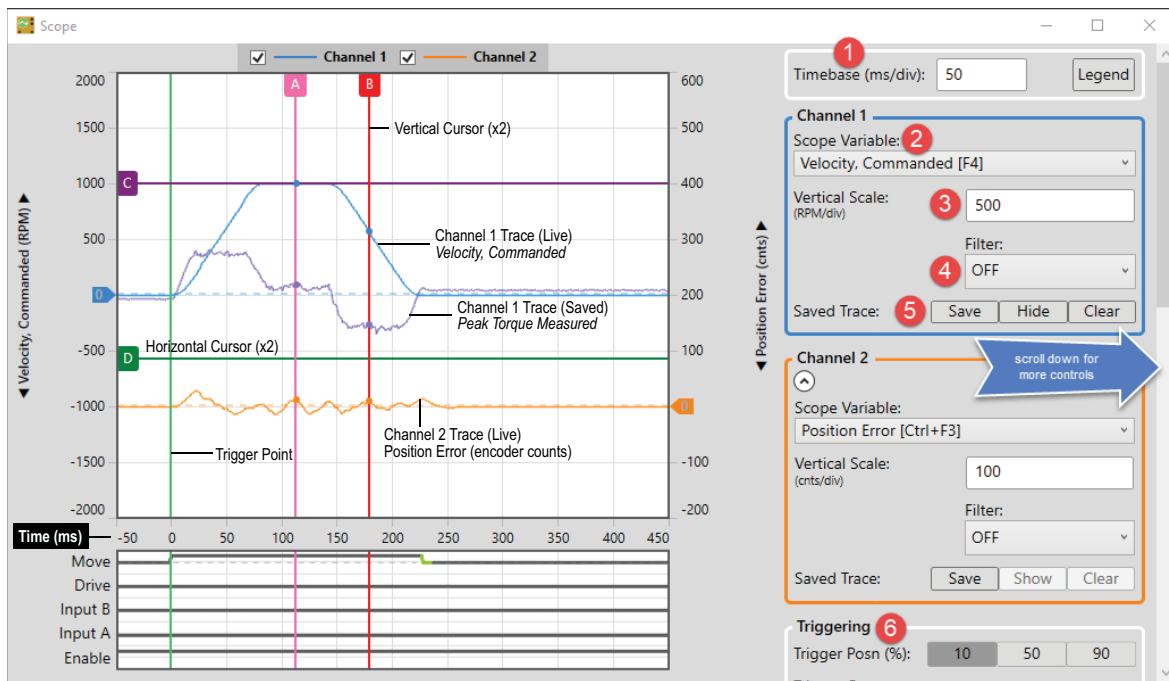 Scope
Channel 1
Channel 2
2000
1500
1000
500
0
-500
-1000
-1500
-2000
600
500
400
300
200
100
0
-100
-200
◀ Velocity, Commanded (RPM) ▶
◀ Position Error (cnts) ▶
A
B
C
D
Vertical Cursor (x2)
Channel 1 Trace (Live)
Velocity, Commanded
Channel 1 Trace (Saved)
Peak Torque Measured
Horizontal Cursor (x2)
Channel 2 Trace (Live)
Position Error (encoder counts)
Trigger Point
Time (ms)
-50 0 50 100 150 200 250 300 350 400 450
Move
Drive
Input B
Input A
Enable
1
Timebase (ms/div): 50 Legend
Channel 1
Scope Variable: 2
Velocity, Commanded [F4]
Vertical Scale:
(RPM/div)
3 500
Filter:
4 OFF
Saved Trace: 5 Save Hide Clear
scroll down for
more controls
Channel 2
Scope Variable:
Position Error [Ctrl+F3]
Vertical Scale:
(cnts/div)
100
Filter:
OFF
Saved Trace: Save Show Clear
Triggering 6
Trigger Posn (%): 10 50 90